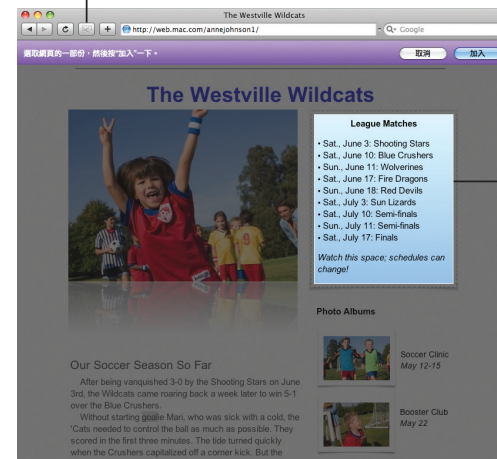 The Westville Wildcats
http://web.mac.com/annejohnson1/
Google
選取網頁的一部份，然後按“加入”一下。
取消
加入
The Westville Wildcats
League Matches
• Sat., June 3: Shooting Stars
• Sat., June 10: Blue Crushers
• Sun., June 11: Wolverines
• Sat., June 17: Fire Dragons
• Sun., June 18: Red Devils
• Sat., July 3: Sun Lizards
• Sat., July 10: Semi-finals
• Sun., July 11: Semi-finals
• Sat., July 17: Finals
Watch this space; schedules can
change!
Photo Albums
Soccer Clinic
May 12-15
Booster Club
May 22
Our Soccer Season So Far
After being vanquished 3-0 by the Shooting Stars on June
3rd, the Wildcats came roaring back a week later to win 5-1
over the Blue Crushers.
Without starting goalie Mari, who was sick with a cold, the
'Cats needed to control the ball as much as possible. They
scored in the first three minutes. The tide turned quickly
when the Crushers capitalized off a corner kick. But the